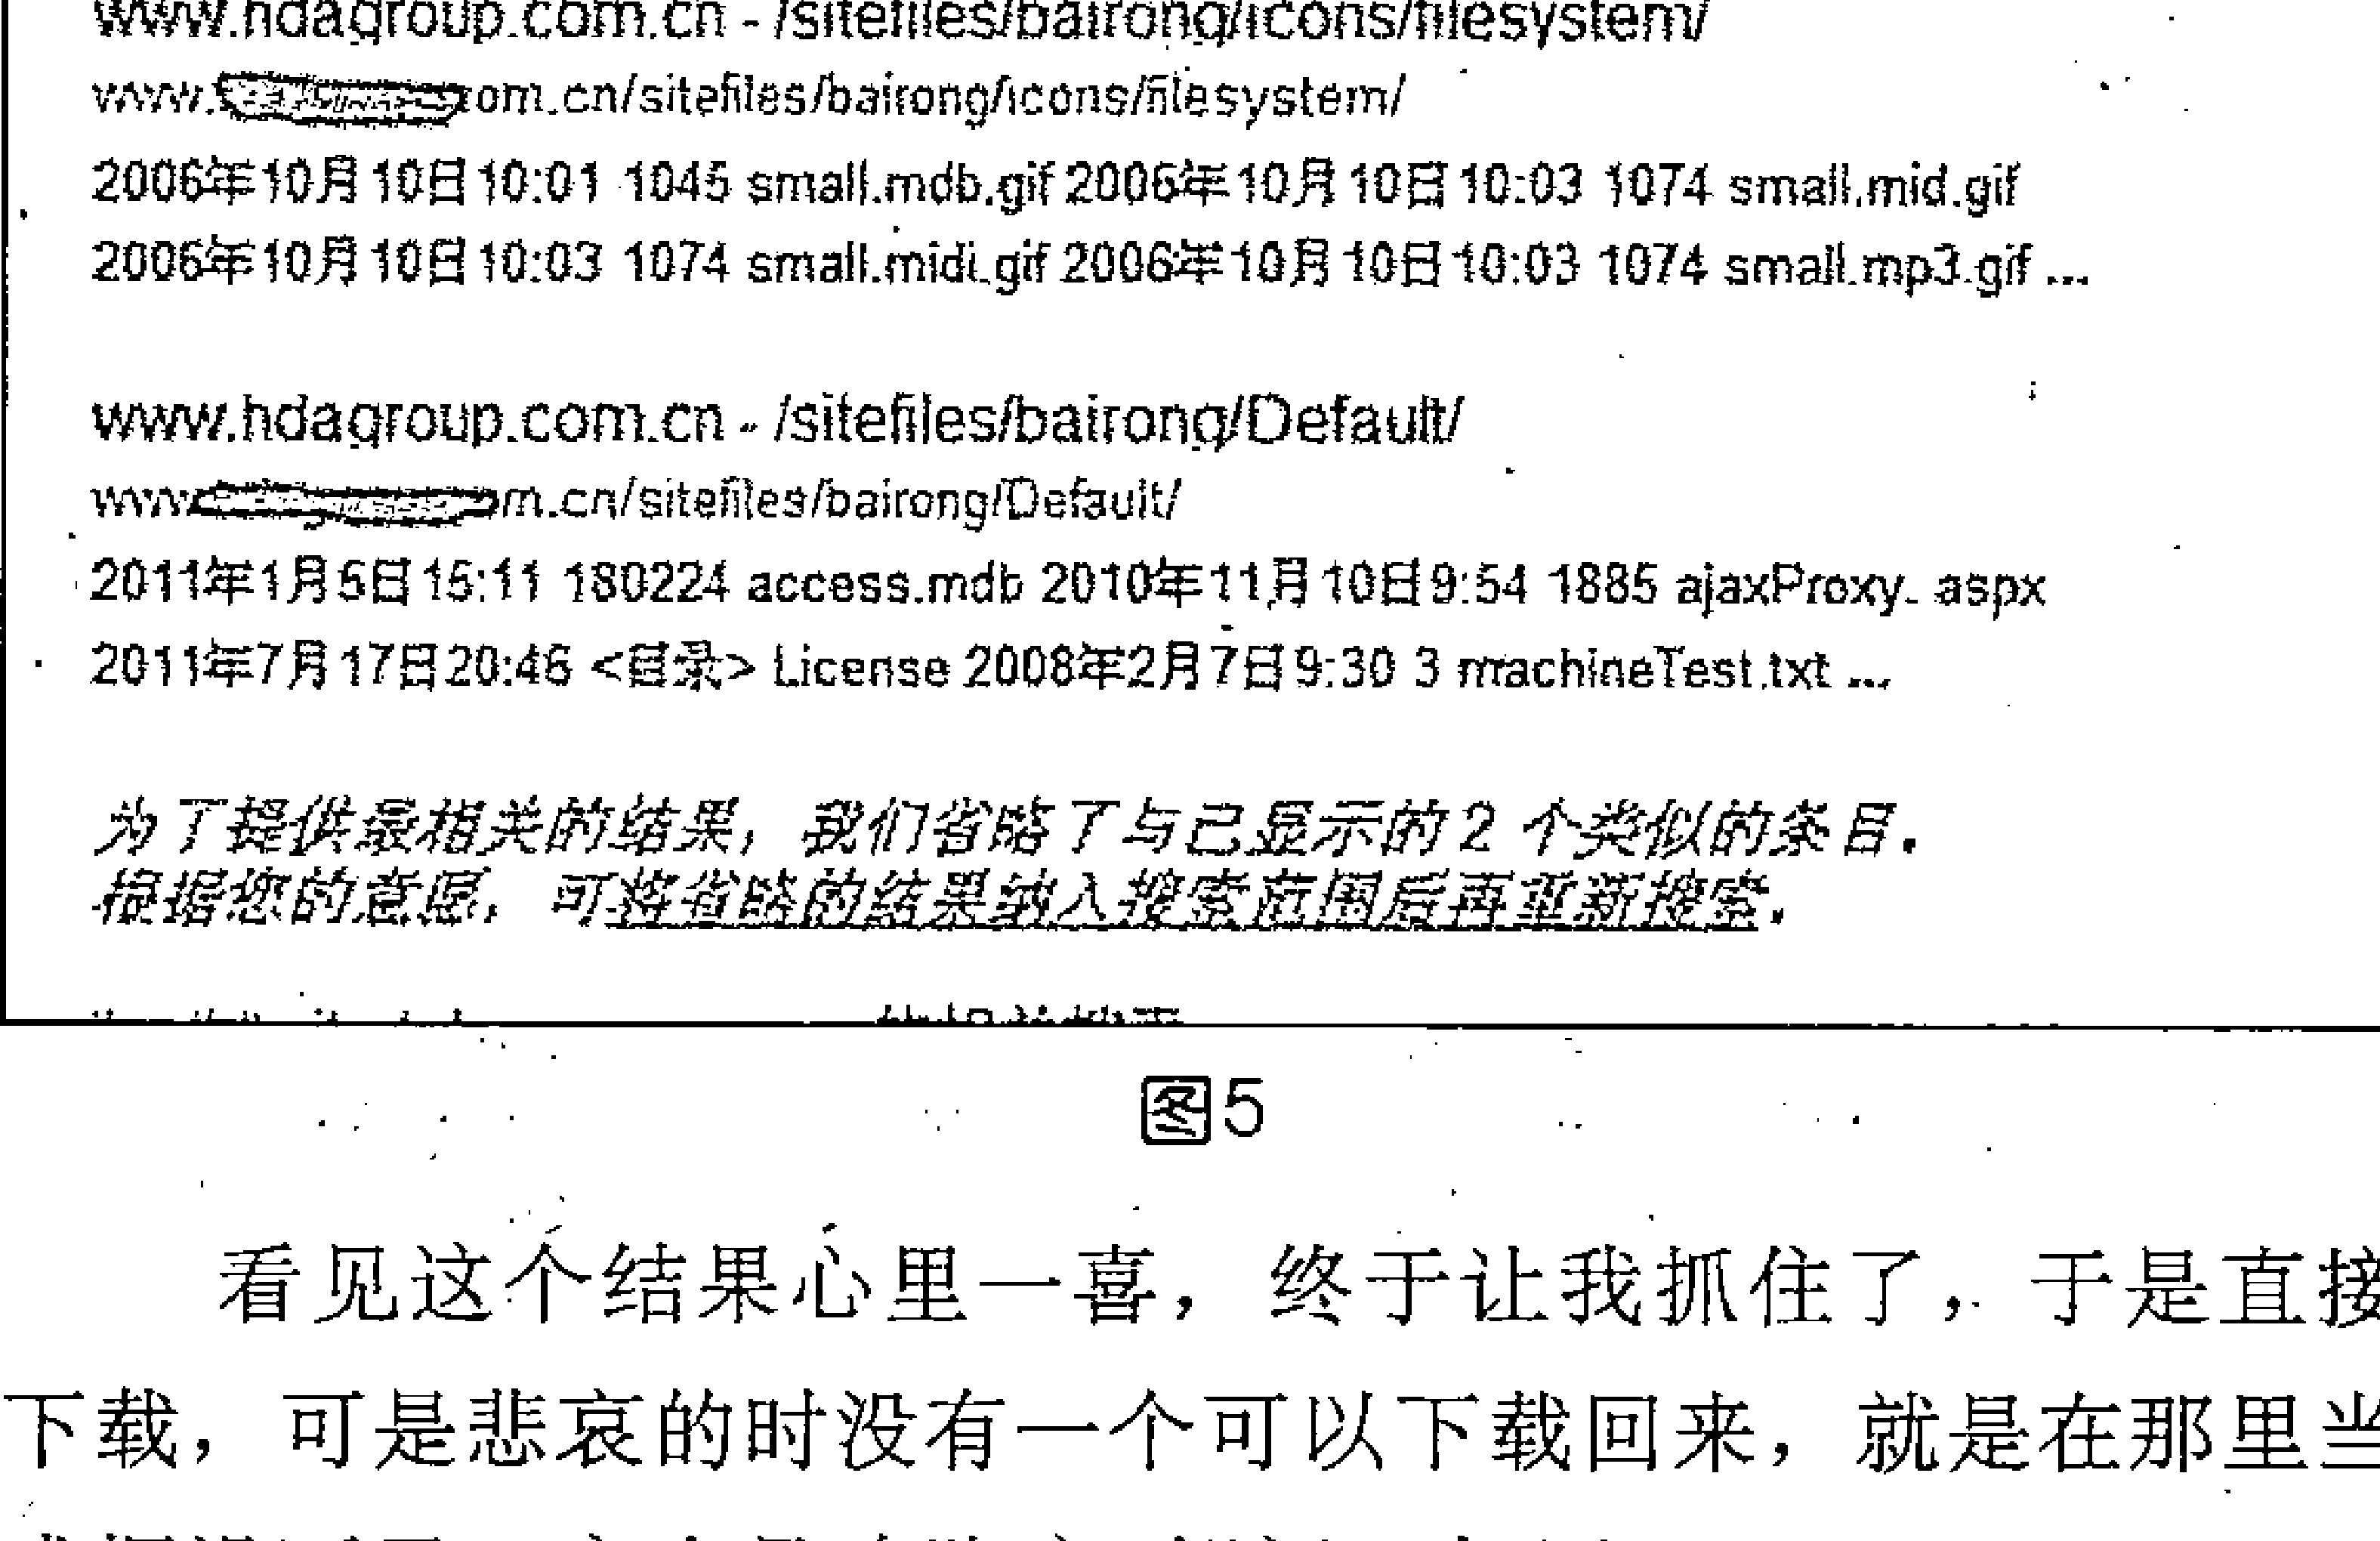 www.hdagroup.com.cn - /sitefiles/bairong/icons/filesystem/
www. com.cn/sitefiles/bairong/icons/filesystem/
2006年10月10日10:01 1045 small.mdb.gif 2006年10月10日10:03 1074 small.mid.gif
2006年10月10日10:03 1074 small.midi.gif 2006年10月10日10:03 1074 small.mp3.gif ...
www.hdagroup.com.cn - /sitefiles/bairong/Default/
www om.cn/sitefiles/bairong/Default/
2011年1月5日15:11 180224 access.mdb 2010年11月10日9:54 1885 ajaxProxy. aspx
2011年7月17日20:46 <目录> License 2008年2月7日9:30 3 machineTest.txt ...
为了提供最相关的结果，我们省略了与已显示的 2 个类似的条目.
根据您的意愿，可将省略的结果纳入搜索范围后再重新搜索.
图5
看见这个结果心里一喜，终于让我抓住了，于是直接
下载，可是悲哀的时没有一个可以下载回来，就是在那里当